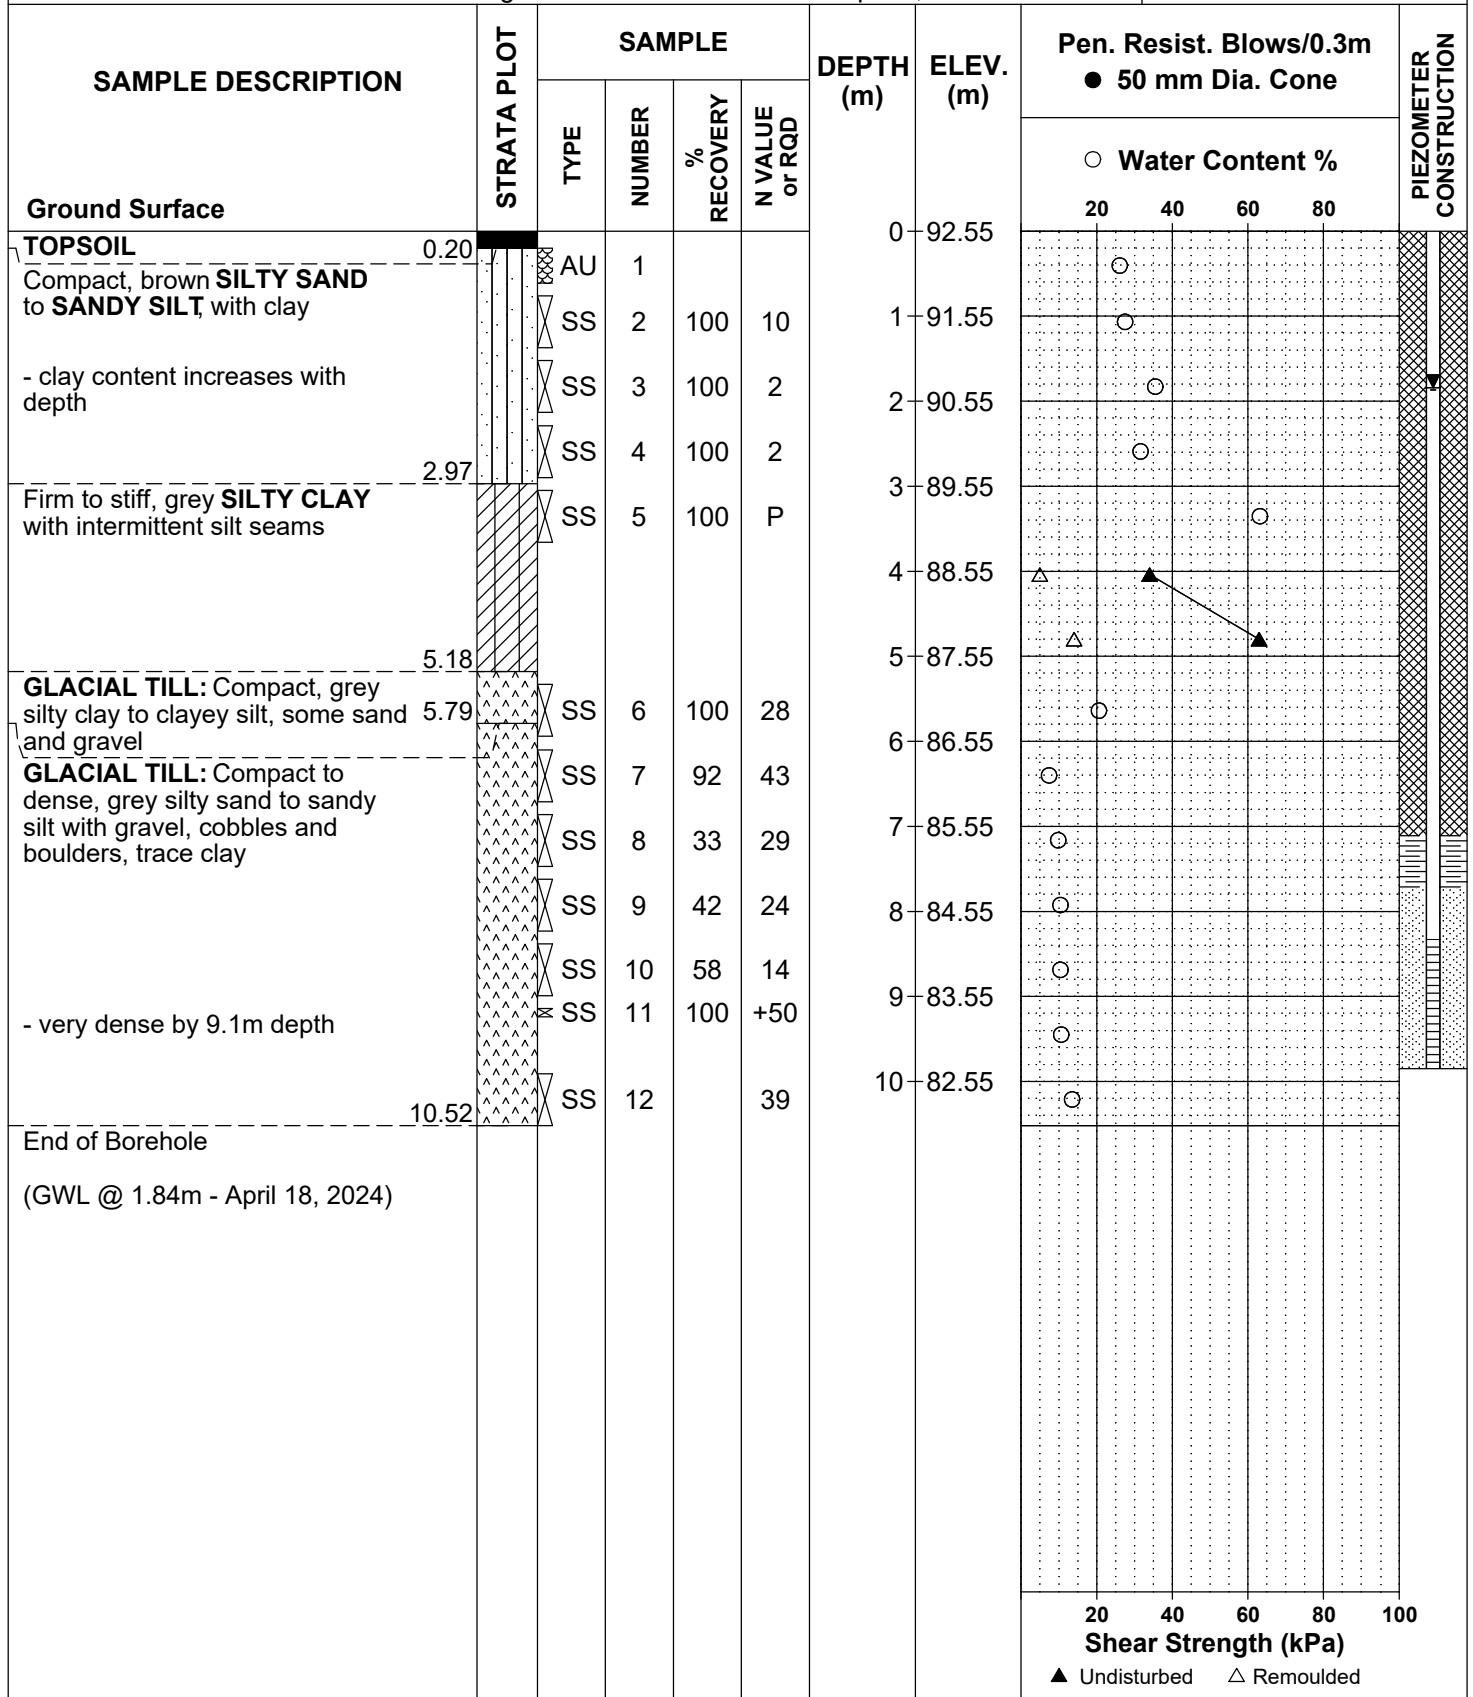 SAMPLE DESCRIPTION
STRATA PLOT
SAMPLE
TYPE
NUMBER
% RECOVERY
N VALUE or RQD
DEPTH (m)
ELEV. (m)
Pen. Resist. Blows/0.3m
● 50 mm Dia. Cone
○ Water Content %
20 40 60 80
PIEZOMETER CONSTRUCTION
Ground Surface
0 92.55
TOPSOIL 0.20
AU 1
Compact, brown SILTY SAND
to SANDY SILT, with clay
SS 2 100 10
1 91.55
- clay content increases with
depth
SS 3 100 2
2 90.55
SS 4 100 2
2.97
3 89.55
Firm to stiff, grey SILTY CLAY
with intermittent silt seams
SS 5 100 P
4 88.55
5.18
5 87.55
GLACIAL TILL: Compact, grey
silty clay to clayey silt, some sand 5.79
and gravel
SS 6 100 28
6 86.55
GLACIAL TILL: Compact to
dense, grey silty sand to sandy
silt with gravel, cobbles and
boulders, trace clay
SS 7 92 43
7 85.55
SS 8 33 29
SS 9 42 24
8 84.55
SS 10 58 14
9 83.55
SS 11 100 +50
- very dense by 9.1m depth
10 82.55
SS 12 39
10.52
End of Borehole
(GWL @ 1.84m - April 18, 2024)
20 40 60 80 100
Shear Strength (kPa)
▲ Undisturbed △ Remoulded